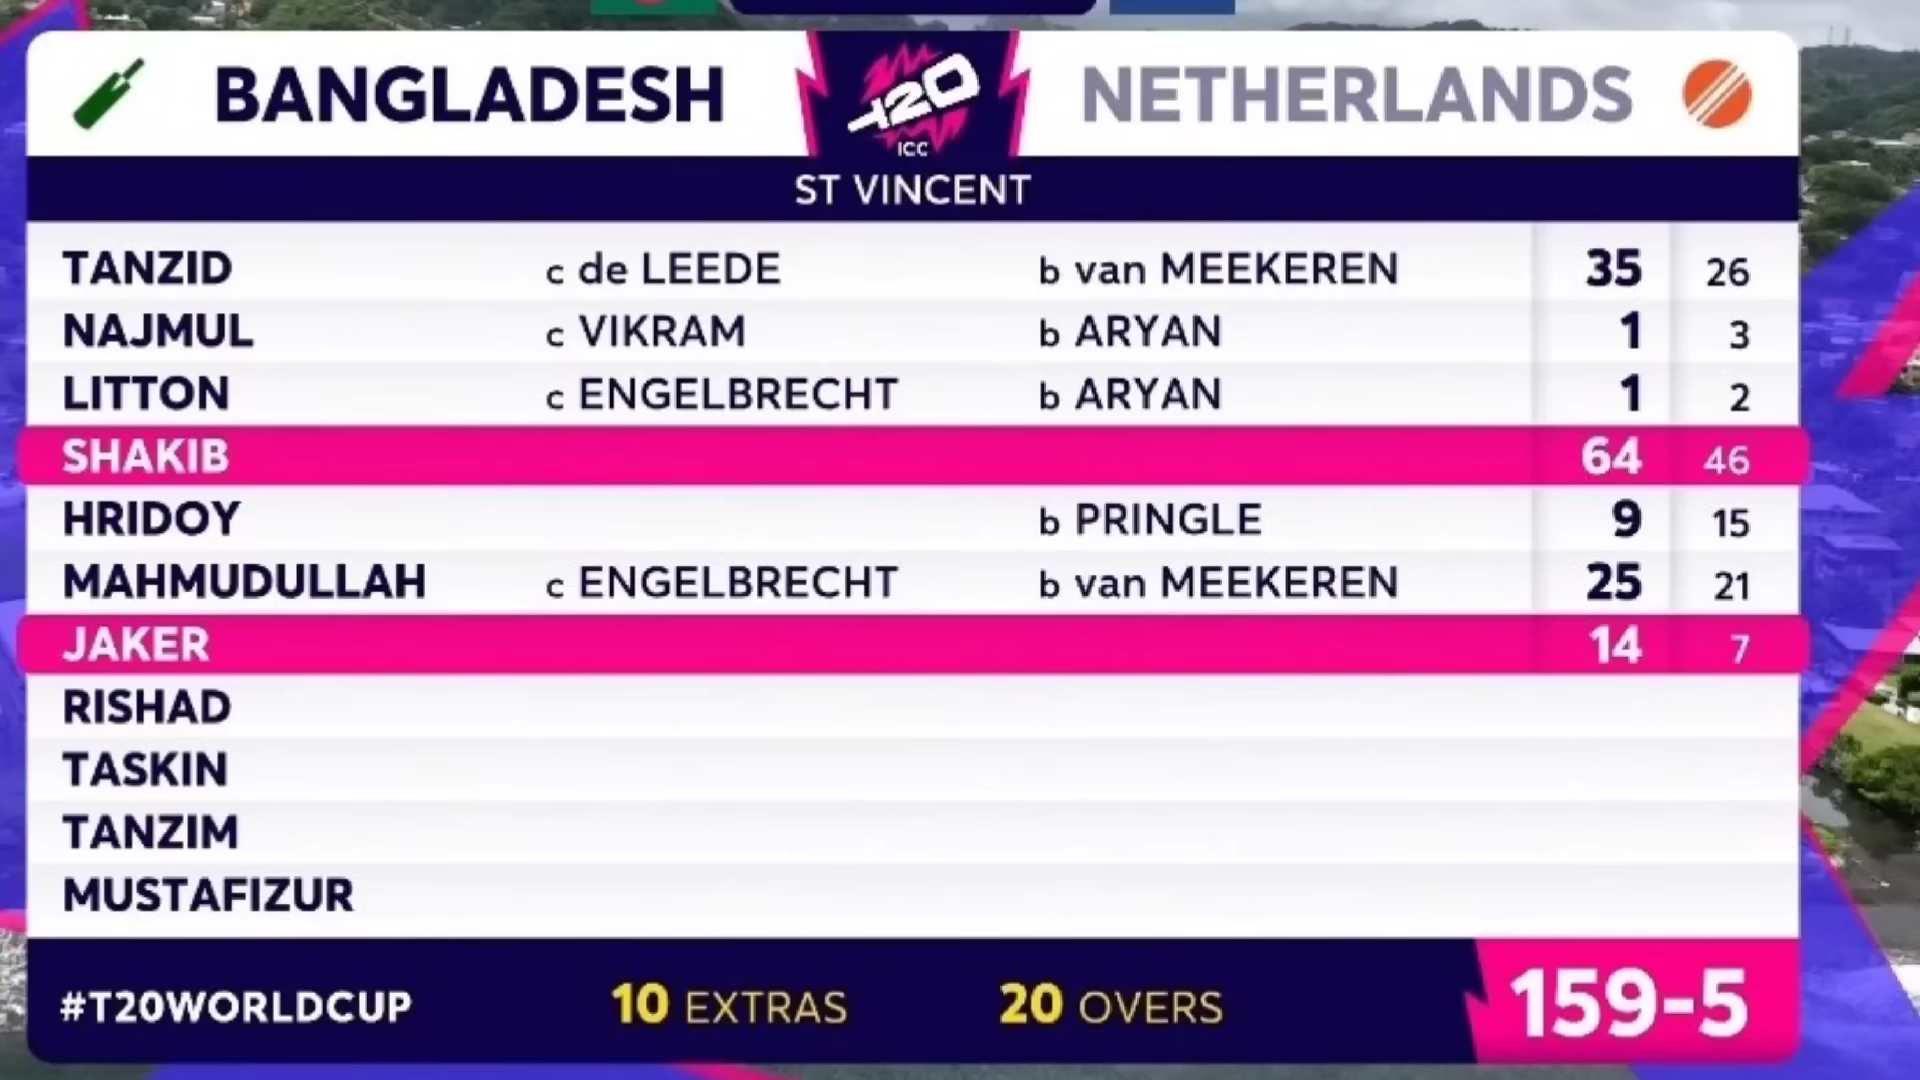 BANGLADESH T20 ICC NETHERLANDS
ST VINCENT
TANZID c de LEEDE b van MEEKEREN 35 26
NAJMUL c VIKRAM b ARYAN 1 3
LITTON c ENGELBRECHT b ARYAN 1 2
SHAKIB 64 46
HRIDOY b PRINGLE 9 15
MAHMUDULLAH c ENGELBRECHT b van MEEKEREN 25 21
JAKER 14 7
RISHAD
TASKIN
TANZIM
MUSTAFIZUR
#T20WORLDCUP 10 EXTRAS 20 OVERS 159-5